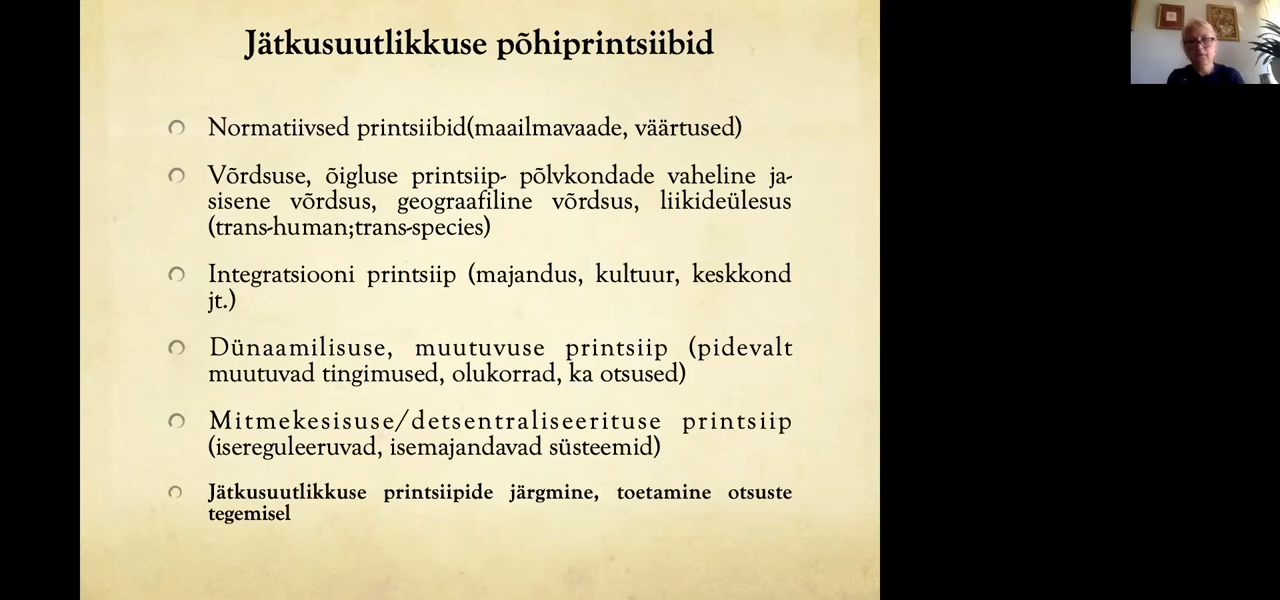 Jätkusuutlikkuse põhiprintsiibid
Normatiivsed printsiibid(maailmavaade, väärtused)
Võrdsuse, õigluse printsiip- põlvkondade vaheline ja-
sisene võrdsus, geograafiline võrdsus, liikideülesus
(trans-human;trans-species)
Integratsiooni printsiip (majandus, kultuur, keskkond
jt.)
Dünaamilisuse, muutuvuse printsiip (pidevalt
muutuvad tingimused, olukorrad, ka otsused)
Mitmekesisuse/detsentraliseerituse printsiip
(isereguleeruvad, isemajandavad süsteemid)
Jätkusuutlikkuse printsiipide järgmine, toetamine otsuste
tegemisel